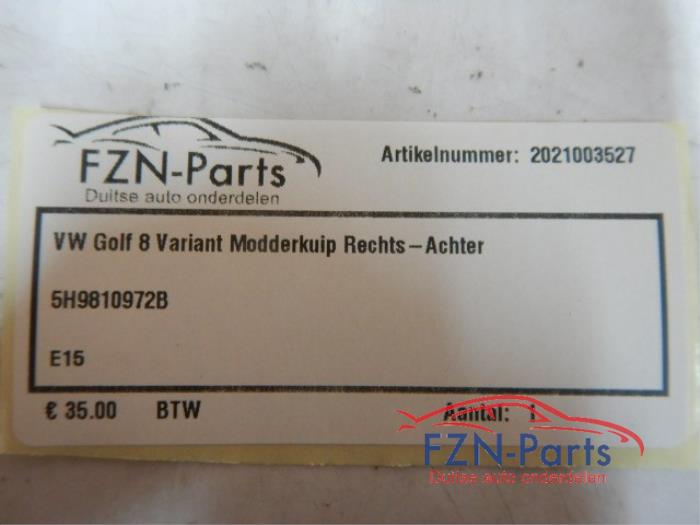 FZN-Parts
Duitse auto onderdelen
Artikelnummer: 2021003527
VW Golf 8 Variant Modderkuip Rechts-Achter
5H9810972B
E15
€ 35.00 BTW Aantal: 1
FZN-Parts
Duitse auto onderdelen